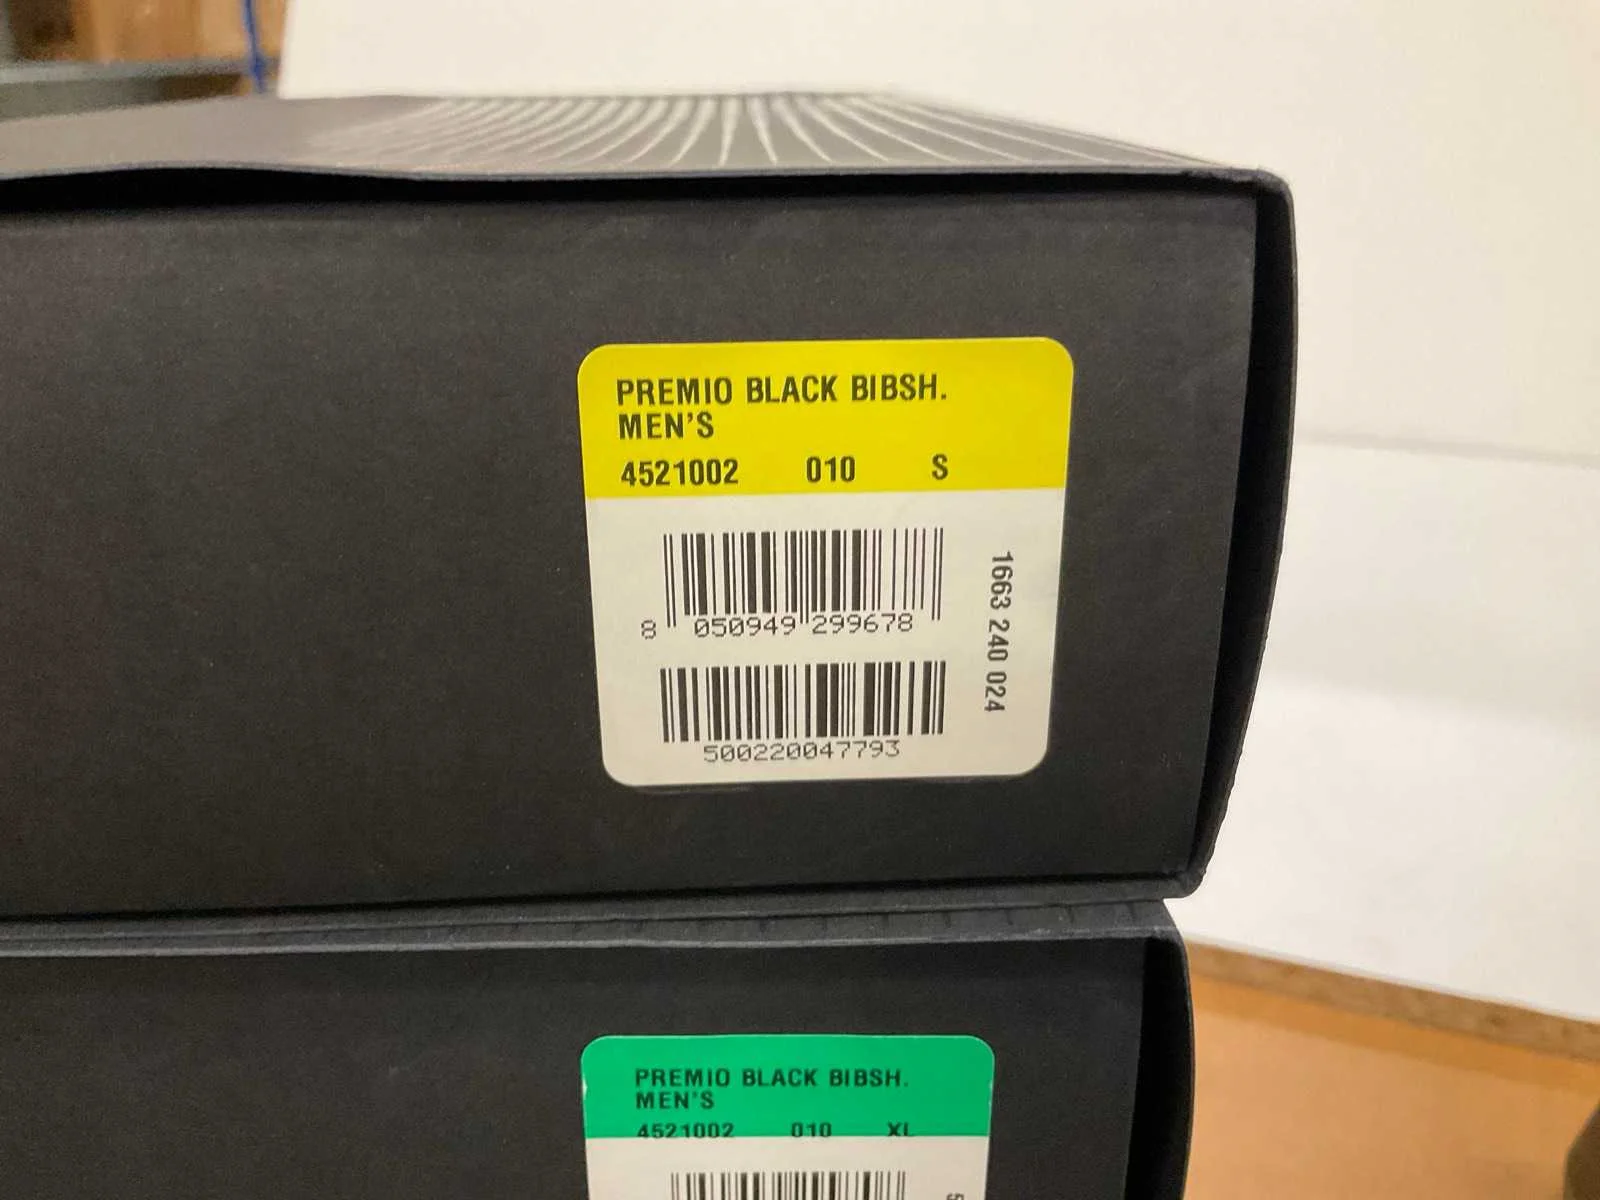 PREMIO BLACK BIBSH.
MEN'S
4521002 010 S
8 050949 299678
1663 240 024
500220047793
PREMIO BLACK BIBSH.
MEN'S
4521002 010 XL
5